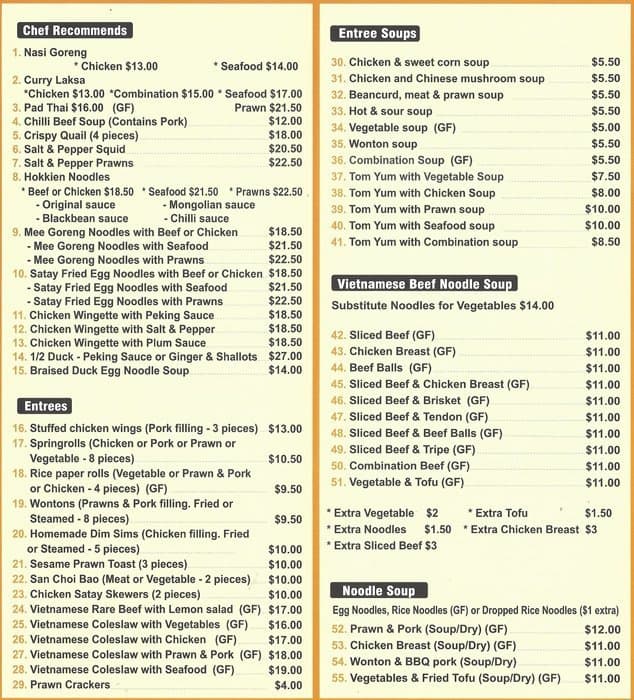 Chef Recommends
1. Nasi Goreng
* Chicken $13.00 * Seafood $14.00
2. Curry Laksa
*Chicken $13.00 *Combination $15.00 * Seafood $17.00
3. Pad Thai $16.00 (GF) Prawn $21.50
4. Chilli Beef Soup (Contains Pork) $12.00
5. Crispy Quail (4 pieces) $18.00
6. Salt & Pepper Squid $20.50
7. Salt & Pepper Prawns $22.50
8. Hokkien Noodles
* Beef or Chicken $18.50 * Seafood $21.50 * Prawns $22.50
- Original sauce - Mongolian sauce
- Blackbean sauce - Chilli sauce
9. Mee Goreng Noodles with Beef or Chicken $18.50
- Mee Goreng Noodles with Seafood $21.50
- Mee Goreng Noodles with Prawns $22.50
10. Satay Fried Egg Noodles with Beef or Chicken $18.50
- Satay Fried Egg Noodles with Seafood $21.50
- Satay Fried Egg Noodles with Prawns $22.50
11. Chicken Wingette with Peking Sauce $18.50
12. Chicken Wingette with Salt & Pepper $18.50
13. Chicken Wingette with Plum Sauce $18.50
14. 1/2 Duck - Peking Sauce or Ginger & Shallots $27.00
15. Braised Duck Egg Noodle Soup $14.00
Entrees
16. Stuffed chicken wings (Pork filling - 3 pieces) $13.00
17. Springrolls (Chicken or Pork or Prawn or
Vegetable - 8 pieces) $10.50
18. Rice paper rolls (Vegetable or Prawn & Pork
or Chicken - 4 pieces) (GF) $9.50
19. Wontons (Prawns & Pork filling. Fried or
Steamed - 8 pieces) $9.50
20. Homemade Dim Sims (Chicken filling. Fried
or Steamed - 5 pieces) $10.00
21. Sesame Prawn Toast (3 pieces) $10.00
22. San Choi Bao (Meat or Vegetable - 2 pieces) $10.00
23. Chicken Satay Skewers (2 pieces) $10.00
24. Vietnamese Rare Beef with Lemon salad (GF) $17.00
25. Vietnamese Coleslaw with Vegetables (GF) $16.00
26. Vietnamese Coleslaw with Chicken (GF) $17.00
27. Vietnamese Coleslaw with Prawn & Pork (GF) $18.00
28. Vietnamese Coleslaw with Seafood (GF) $19.00
29. Prawn Crackers $4.00
Entree Soups
30. Chicken & sweet corn soup $5.50
31. Chicken and Chinese mushroom soup $5.50
32. Beancurd, meat & prawn soup $5.50
33. Hot & sour soup $5.50
34. Vegetable soup (GF) $5.00
35. Wonton soup $5.50
36. Combination Soup (GF) $5.50
37. Tom Yum with Vegetable Soup $7.50
38. Tom Yum with Chicken Soup $8.00
39. Tom Yum with Prawn soup $10.00
40. Tom Yum with Seafood soup $10.00
41. Tom Yum with Combination soup $8.50
Vietnamese Beef Noodle Soup
Substitute Noodles for Vegetables $14.00
42. Sliced Beef (GF) $11.00
43. Chicken Breast (GF) $11.00
44. Beef Balls (GF) $11.00
45. Sliced Beef & Chicken Breast (GF) $11.00
46. Sliced Beef & Brisket (GF) $11.00
47. Sliced Beef & Tendon (GF) $11.00
48. Sliced Beef & Beef Balls (GF) $11.00
49. Sliced Beef & Tripe (GF) $11.00
50. Combination Beef (GF) $11.00
51. Vegetable & Tofu (GF) $11.00
* Extra Vegetable $2 * Extra Tofu $1.50
* Extra Noodles $1.50 * Extra Chicken Breast $3
* Extra Sliced Beef $3
Noodle Soup
Egg Noodles, Rice Noodles (GF) or Dropped Rice Noodles ($1 extra)
52. Prawn & Pork (Soup/Dry) (GF) $12.00
53. Chicken Breast (Soup/Dry) (GF) $11.00
54. Wonton & BBQ pork (Soup/Dry) $11.00
55. Vegetables & Fried Tofu (Soup/Dry) (GF) $11.00